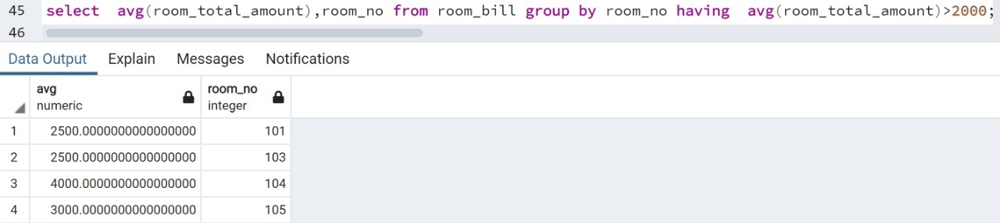 45 select  avg(room_total_amount),room_no from room_bill group by room_no having  avg(room_total_amount)>2000;
46
Data Output Explain Messages Notifications
avg room_no
numeric integer
1 2500.0000000000000000 101
2 2500.0000000000000000 103
3 4000.0000000000000000 104
4 3000.0000000000000000 105